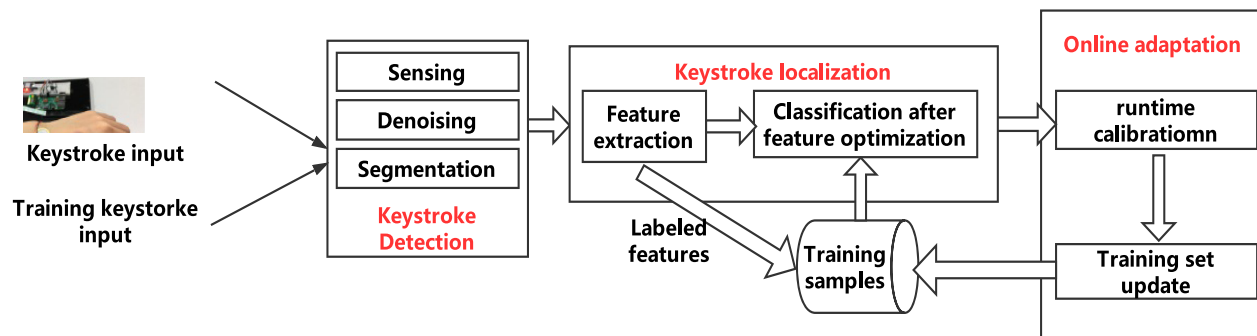 Keystroke input
Training keystorke
input
Sensing
Denoising
Segmentation
Keystroke
Detection
Keystroke localization
Feature
extraction
Classification after
feature optimization
Labeled
features
Training
samples
Online adaptation
runtime
calibratiomn
Training set
update